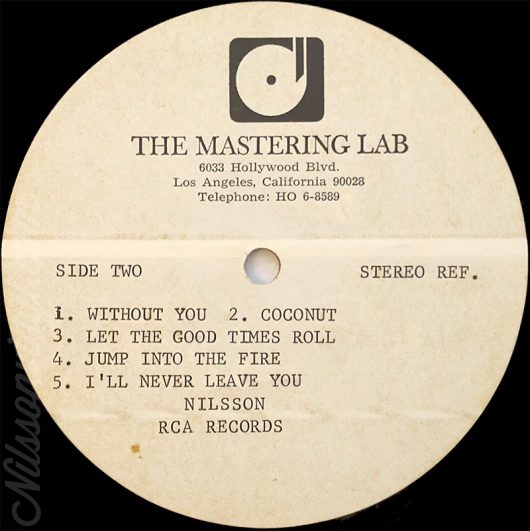 THE MASTERING LAB
6033 Hollywood Blvd.
Los Angeles, California 90028
Telephone: HO 6-8589
SIDE TWO STEREO REF.
1. WITHOUT YOU 2. COCONUT
3. LET THE GOOD TIMES ROLL
4. JUMP INTO THE FIRE
5. I'LL NEVER LEAVE YOU
NILSSON
RCA RECORDS